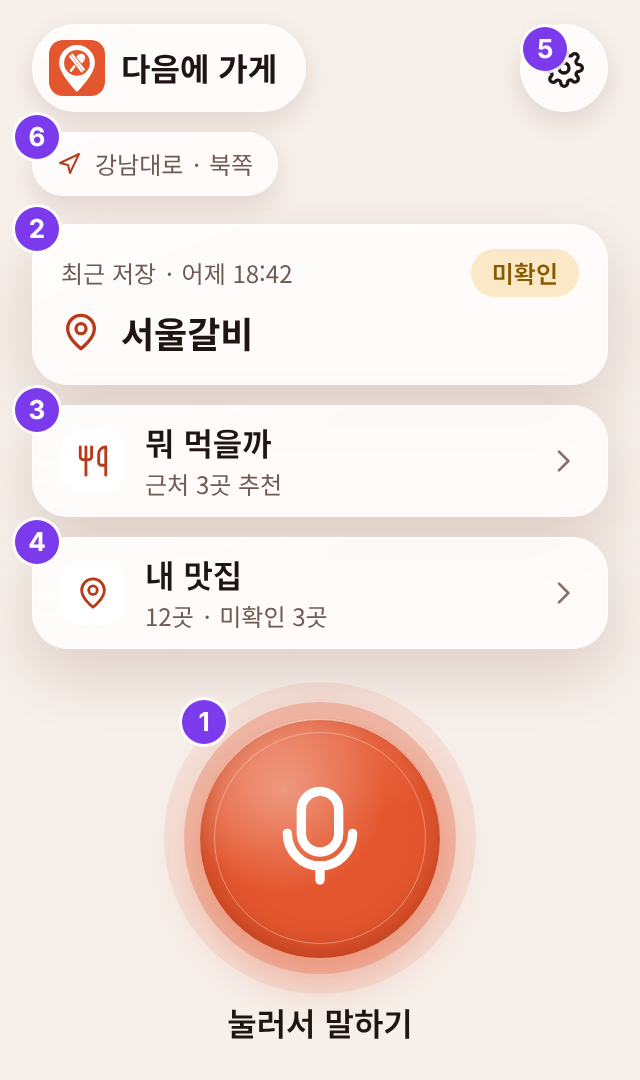 다음에 가게
5
6
강남대로 · 북쪽
2
최근 저장 · 어제 18:42
미확인
서울갈비
3
뭐 먹을까
근처 3곳 추천
4
내 맛집
12곳 · 미확인 3곳
1
눌러서 말하기